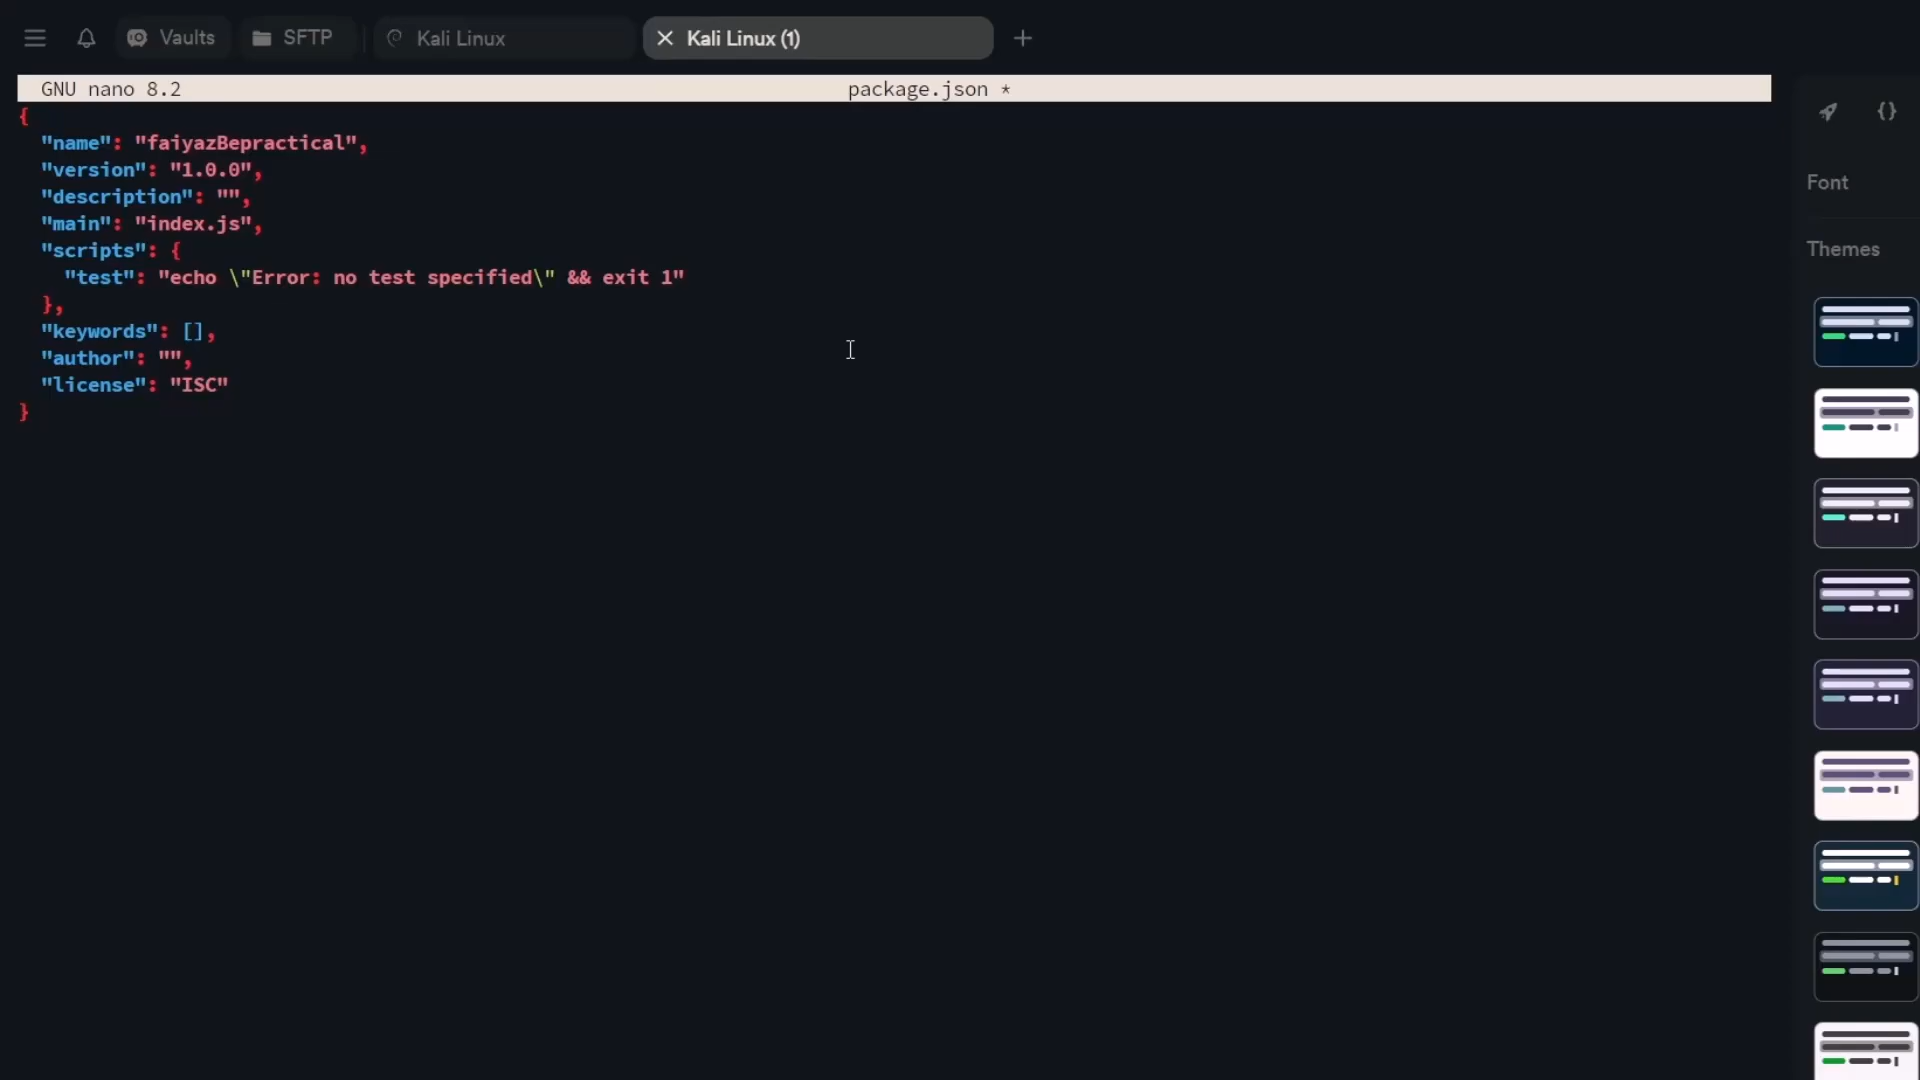 Vaults SFTP Kali Linux Kali Linux (1)
GNU nano 8.2 package.json *
{
"name": "faiyazBepractical",
"version": "1.0.0",
"description": "",
"main": "index.js",
"scripts": {
"test": "echo \"Error: no test specified\" && exit 1"
},
"keywords": [],
"author": "",
"license": "ISC"
}
{}
Font
Themes